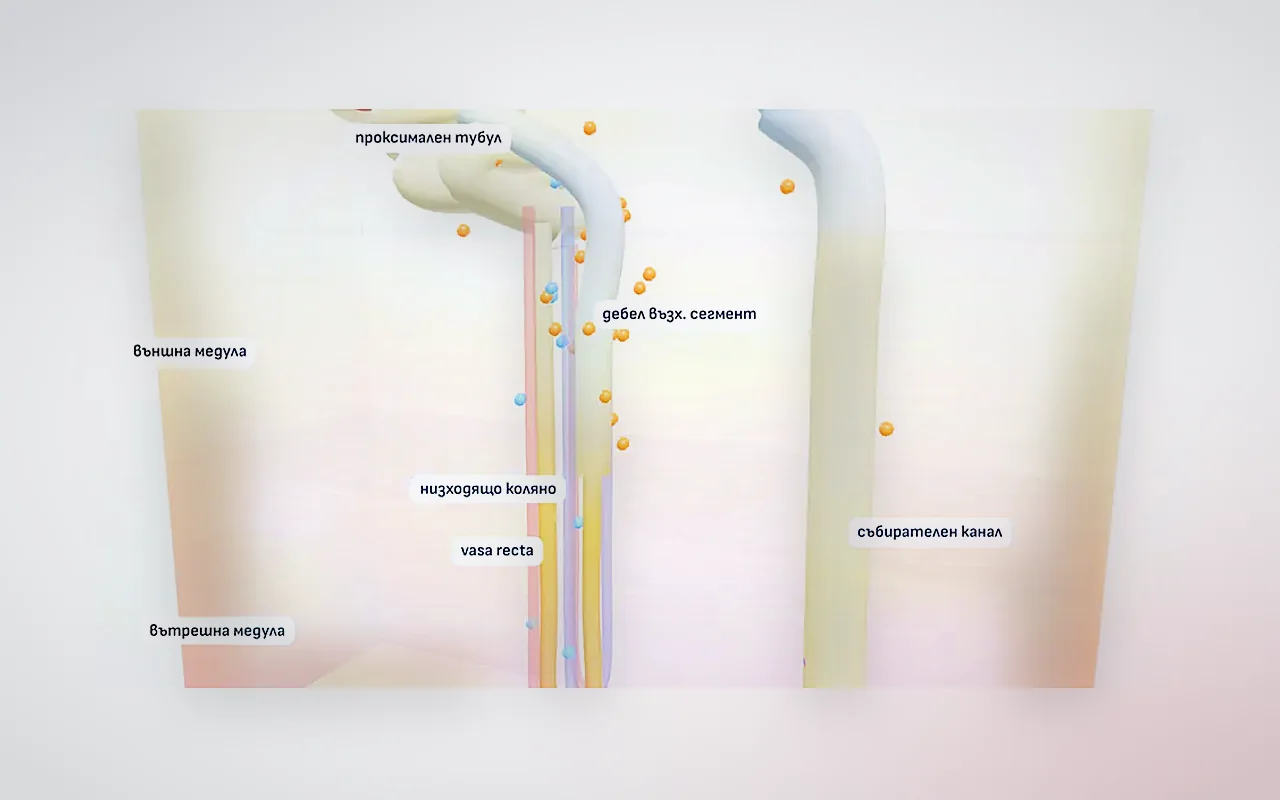 проксимален тубул
дебел възх. сегмент
външна медула
низходящо коляно
събирателен канал
vasa recta
вътрешна медула